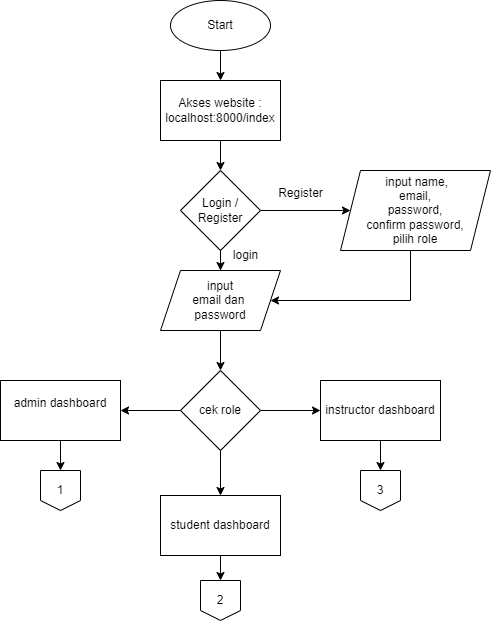 Start
Akses website :
localhost:8000/index
Login /
Register
Register
input name,
email,
password,
confirm password,
pilih role
login
input
email dan
password
cek role
admin dashboard
instructor dashboard
1
3
student dashboard
2